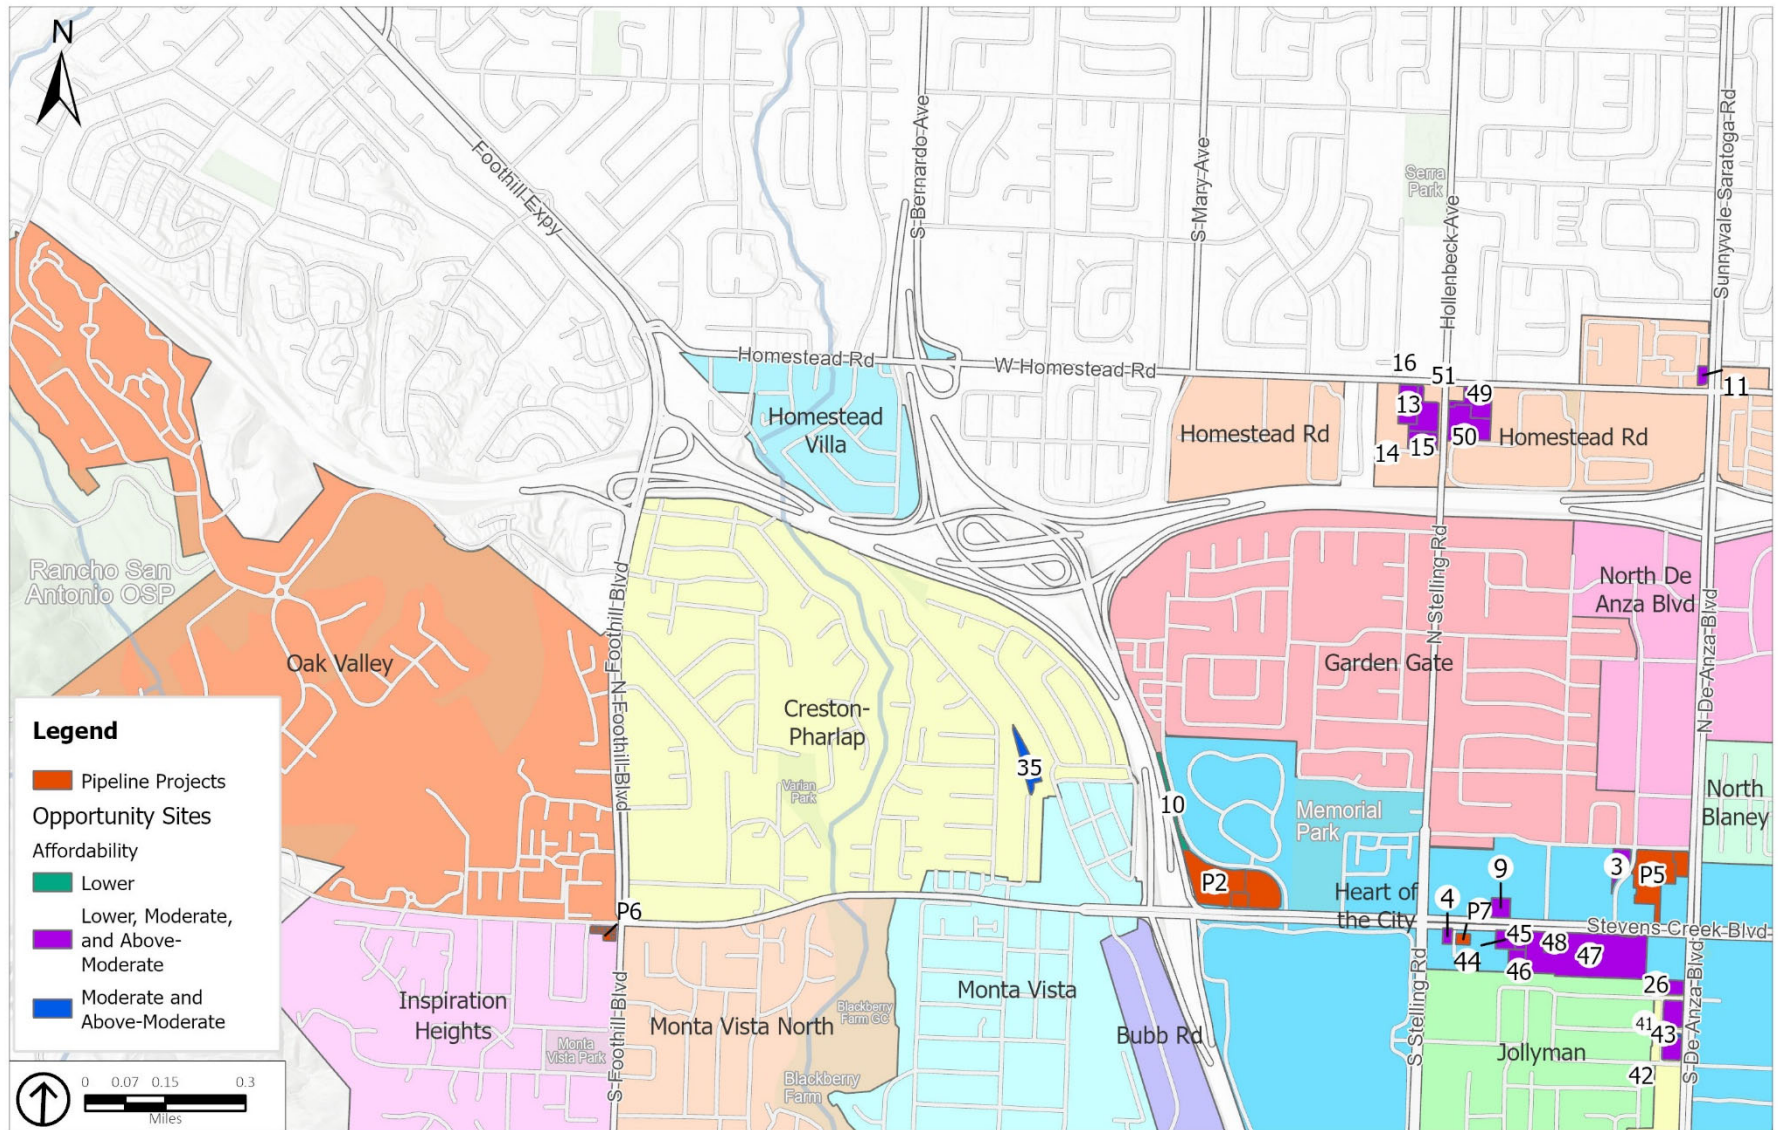 N
Foothill-Expy
S-Bernardo-Ave
S-Mary-Ave
Serra
Park
Hollenbeck-Ave
Sunnyvale-Saratoga-Rd
Homestead Rd
W Homestead Rd
16
51
11
13
49
14
15
50
Homestead
Villa
Homestead Rd
Homestead Rd
Rancho San
Antonio OSP
N-Foothill-Blvd
N-Foothill-Blvd
N-Stelling-Rd
North De
Anza Blvd
N-De-Anza-Blvd
Oak Valley
Garden Gate
Creston-
Pharlap
35
Varian
Park
10
Memorial
Park
North
Blaney
Legend
Pipeline Projects
Opportunity Sites
Affordability
Lower
Lower, Moderate,
and Above-
Moderate
Moderate and
Above-Moderate
P2
Heart of
the City
9
3
P5
4
P7
P6
Stevens Creek Blvd
44
45
48
47
46
26
Inspiration
Heights
S-Foothill-Blvd
Monta Vista North
Monta
Vista Park
Blackberry
Farm GC
Blackberry
Farm
Monta Vista
Bubb Rd
S-Stelling-Rd
Jollyman
41
43
42
S-De-Anza-Blvd
0 0.07 0.15 0.3
Miles